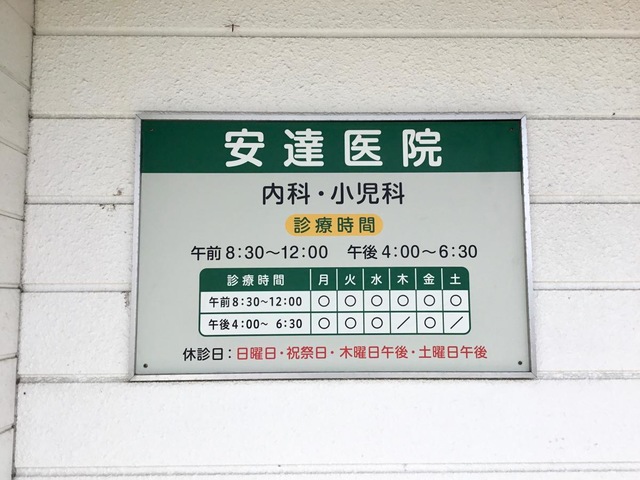 安達医院
内科・小児科
診療時間
午前 8:30～12:00 午後 4:00～6:30
診療時間 月 火 水 木 金 土
午前8:30～12:00 ○ ○ ○ ○ ○ ○
午後4:00～ 6:30 ○ ○ ○ ／ ○ ／
休診日：日曜日・祝祭日・木曜日午後・土曜日午後